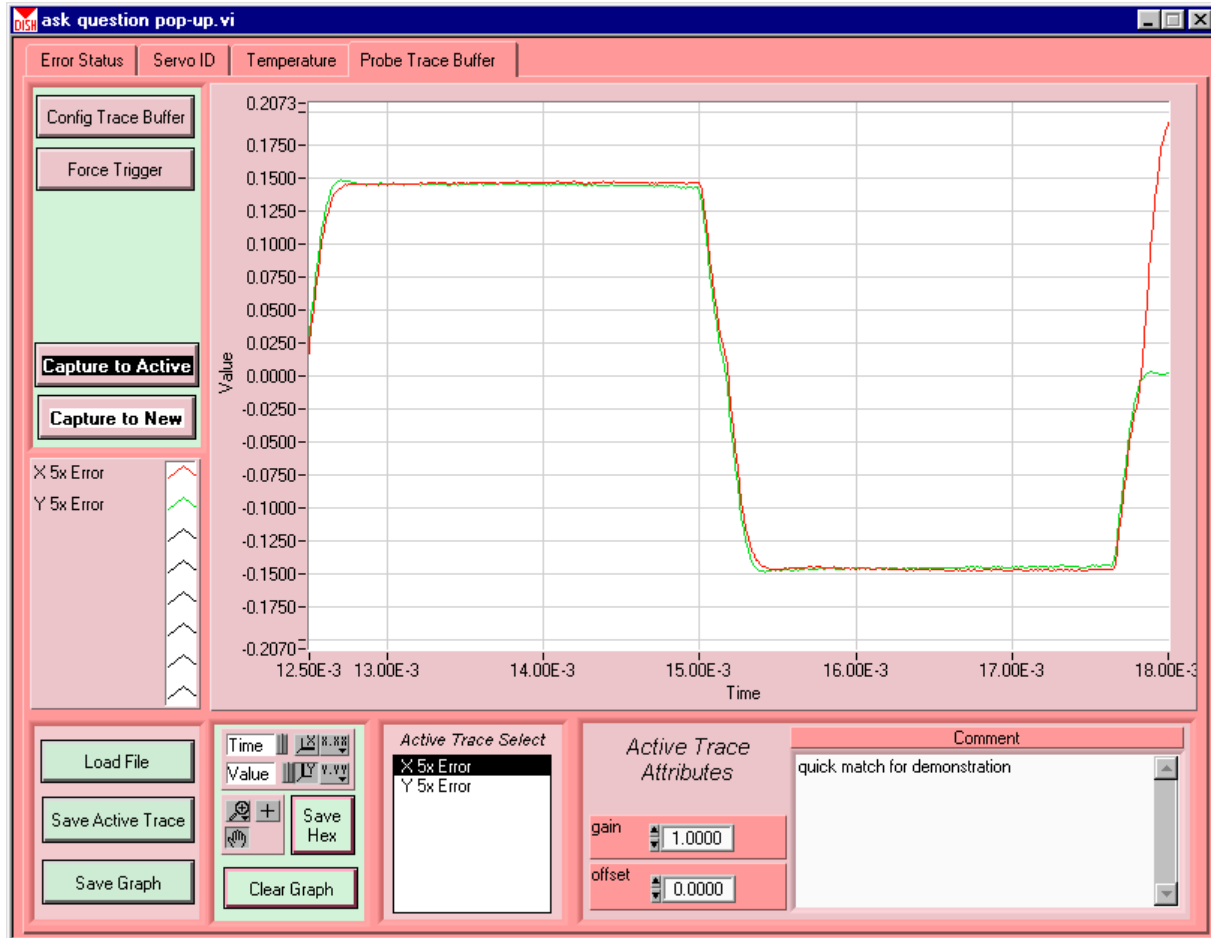 DISH ask question pop-up.vi
Error Status Servo ID Temperature Probe Trace Buffer
Config Trace Buffer
Force Trigger
Capture to Active
Capture to New
X 5x Error
Y 5x Error
Value
0.2073
0.1750
0.1500
0.1250
0.1000
0.0750
0.0500
0.0250
0.0000
-0.0250
-0.0500
-0.0750
-0.1000
-0.1250
-0.1500
-0.1750
-0.2070
12.50E-3 13.00E-3 14.00E-3 15.00E-3 16.00E-3 17.00E-3 18.00E-3
Time
Load File
Save Active Trace
Save Graph
Time X X.XX
Value Y Y.YY
Save
Hex
Clear Graph
Active Trace Select
X 5x Error
Y 5x Error
Active Trace
Attributes
gain
1.0000
offset
0.0000
Comment
quick match for demonstration